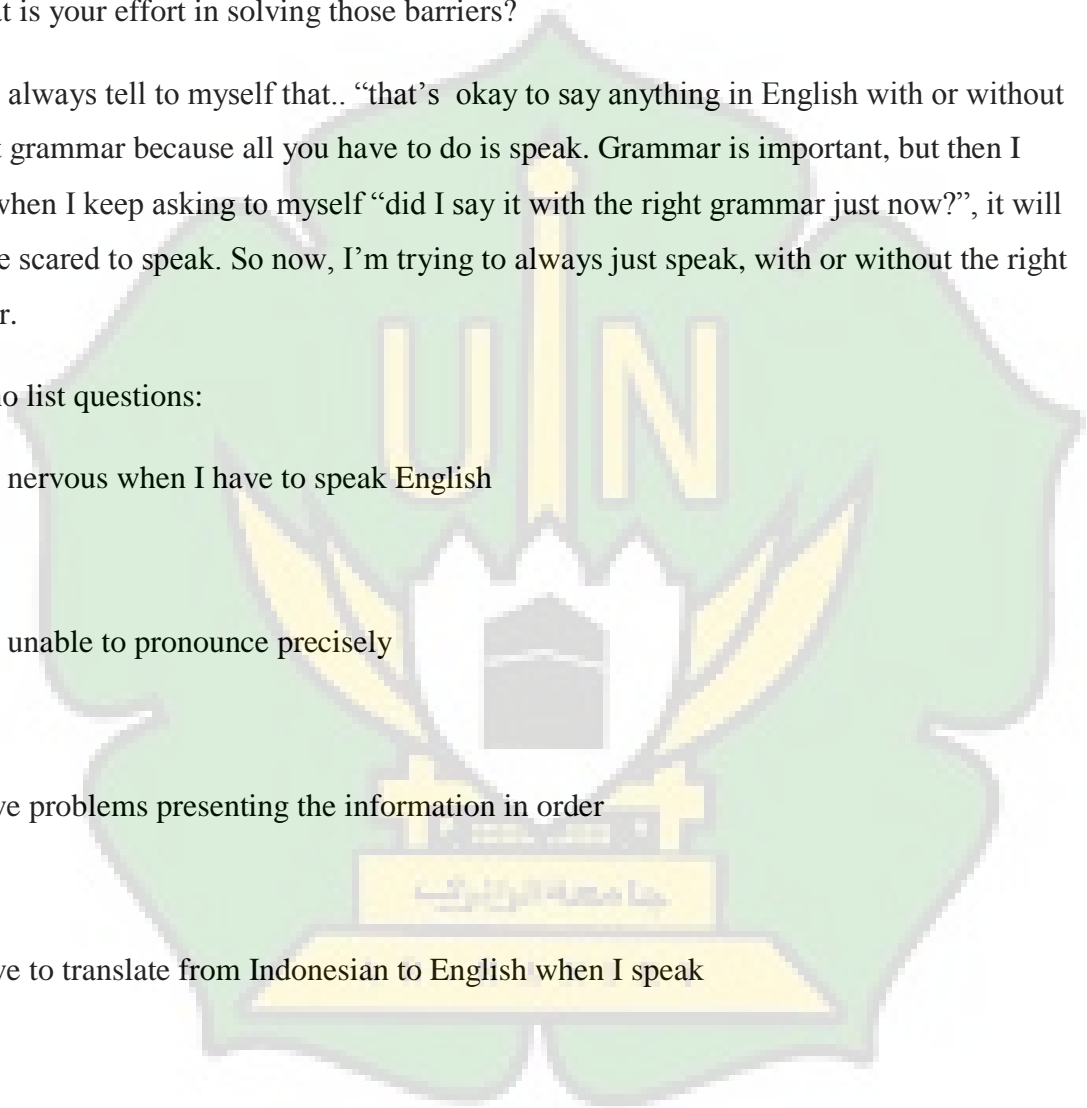 at is your effort in solving those barriers?
always tell to myself that.. “that’s okay to say anything in English with or without
t grammar because all you have to do is speak. Grammar is important, but then I
when I keep asking to myself “did I say it with the right grammar just now?”, it will
e scared to speak. So now, I’m trying to always just speak, with or without the right
r.
o list questions:
nervous when I have to speak English
unable to pronounce precisely
ve problems presenting the information in order
ve to translate from Indonesian to English when I speak
UIN
جامعة الرانري